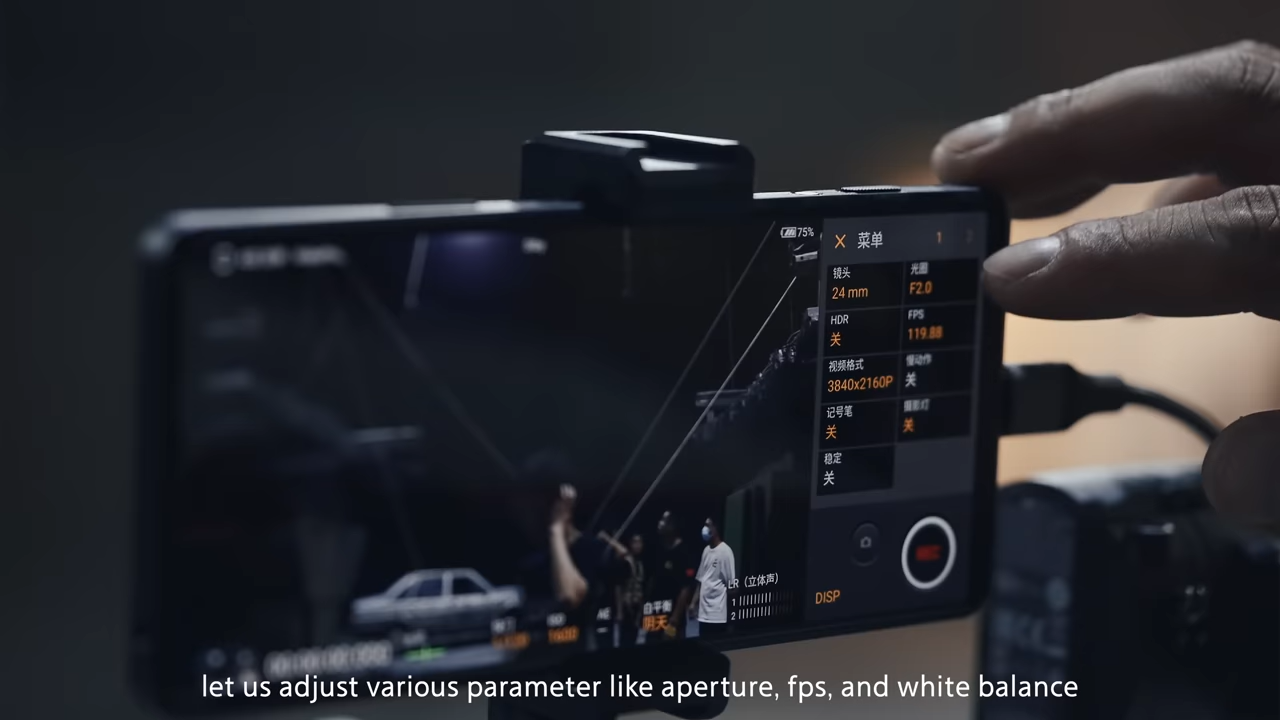 75%
菜单
1
镜头
24 mm
光圈
F2.0
HDR
关
FPS
119.88
视频格式
3840x2160P
慢动作
关
记号笔
关
摄影灯
关
稳定
关
REC
DISP
LR（立体声）
1
2
白平衡
阴天
let us adjust various parameter like aperture, fps, and white balance